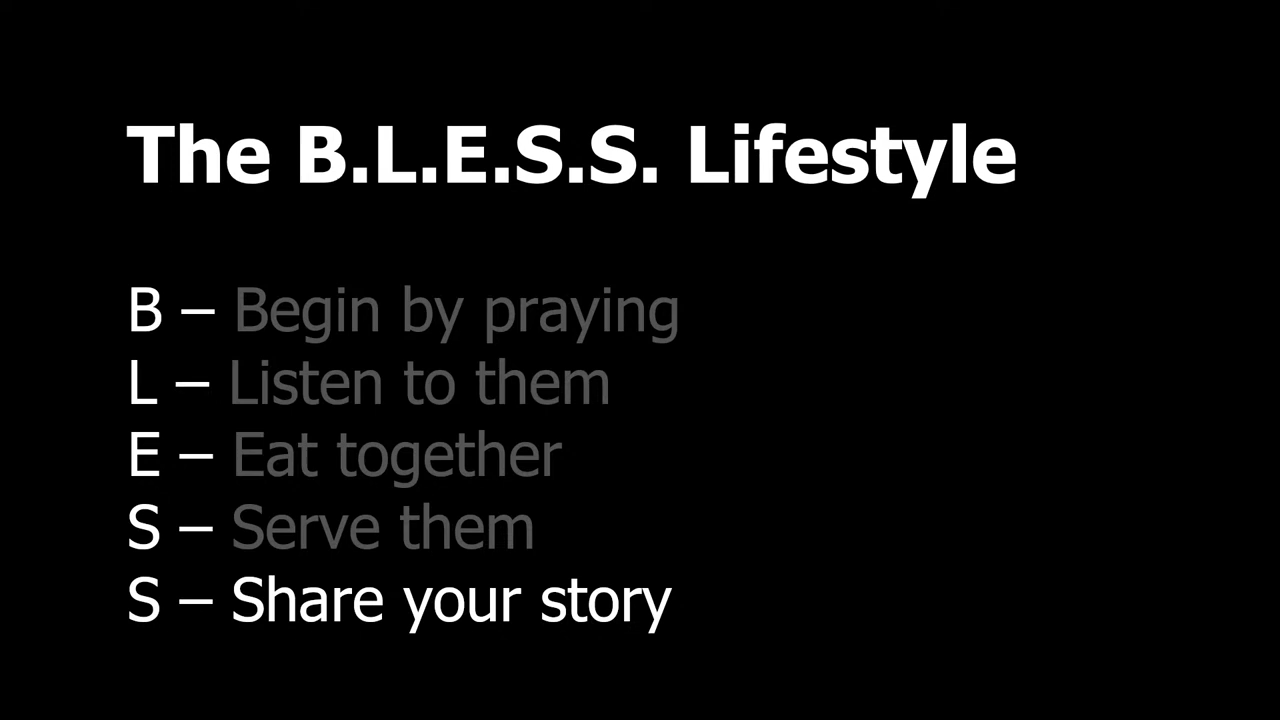 The B.L.E.S.S. Lifestyle
B – Begin by praying
L – Listen to them
E – Eat together
S – Serve them
S – Share your story